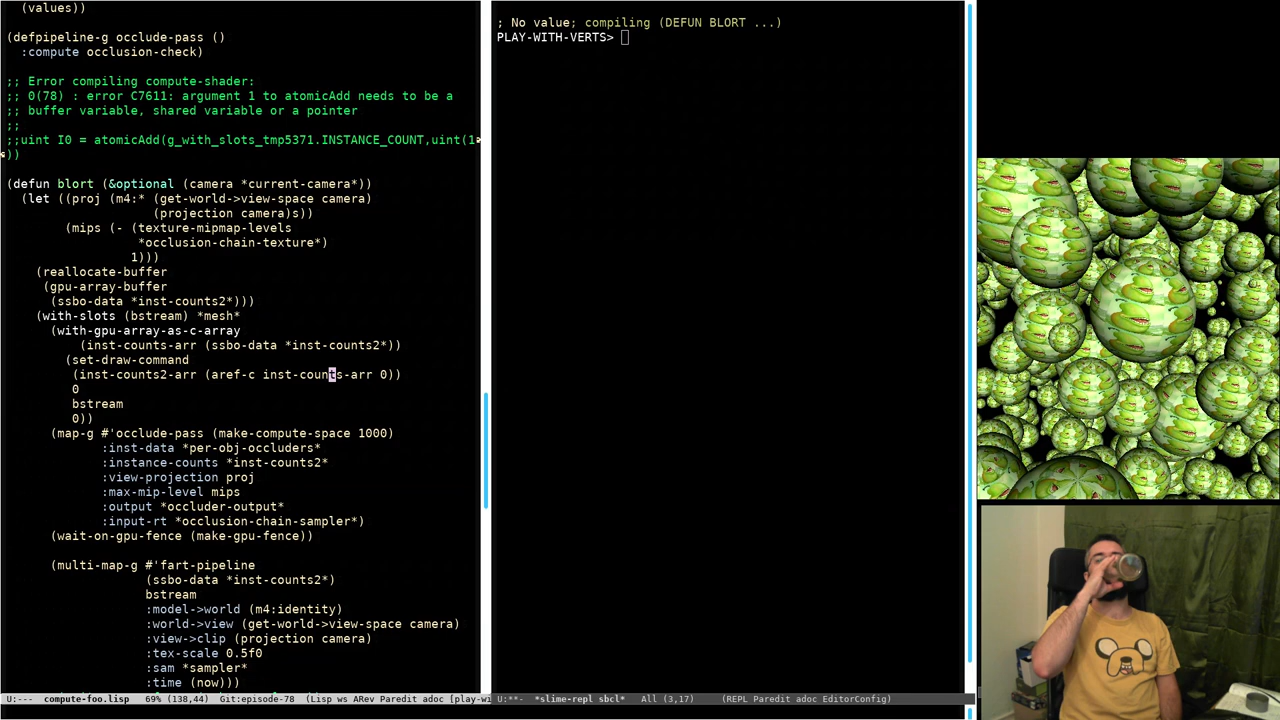 (values))
(defpipeline-g occlude-pass ()
:compute occlusion-check)
;; Error compiling compute-shader:
;; 0(78) : error C7611: argument 1 to atomicAdd needs to be a
;; buffer variable, shared variable or a pointer
;;
;;uint I0 = atomicAdd(g_with_slots_tmp5371.INSTANCE_COUNT,uint(1
))
(defun blort (&optional (camera *current-camera*))
(let ((proj (m4:* (get-world->view-space camera)
(projection camera)s))
(mips (- (texture-mipmap-levels
*occlusion-chain-texture*)
1)))
(reallocate-buffer
(gpu-array-buffer
(ssbo-data *inst-counts2*)))
(with-slots (bstream) *mesh*
(with-gpu-array-as-c-array
(inst-counts-arr (ssbo-data *inst-counts2*))
(set-draw-command
(inst-counts2-arr (aref-c inst-counts-arr 0))
0
bstream
0))
(map-g #'occlude-pass (make-compute-space 1000)
:inst-data *per-obj-occluders*
:instance-counts *inst-counts2*
:view-projection proj
:max-mip-level mips
:output *occluder-output*
:input-rt *occlusion-chain-sampler*)
(wait-on-gpu-fence (make-gpu-fence))
(multi-map-g #'fart-pipeline
(ssbo-data *inst-counts2*)
bstream
:model->world (m4:identity)
:world->view (get-world->view-space camera)
:view->clip (projection camera)
:tex-scale 0.5f0
:sam *sampler*
:time (now)))
U:--- compute-foo.lisp 69% (138,44) Git:episode-78 (Lisp ws ARev Paredit adoc [play-wi
; No value; compiling (DEFUN BLORT ...)
PLAY-WITH-VERTS>
U:**- *slime-repl sbcl* All (3,17) (REPL Paredit adoc EditorConfig)